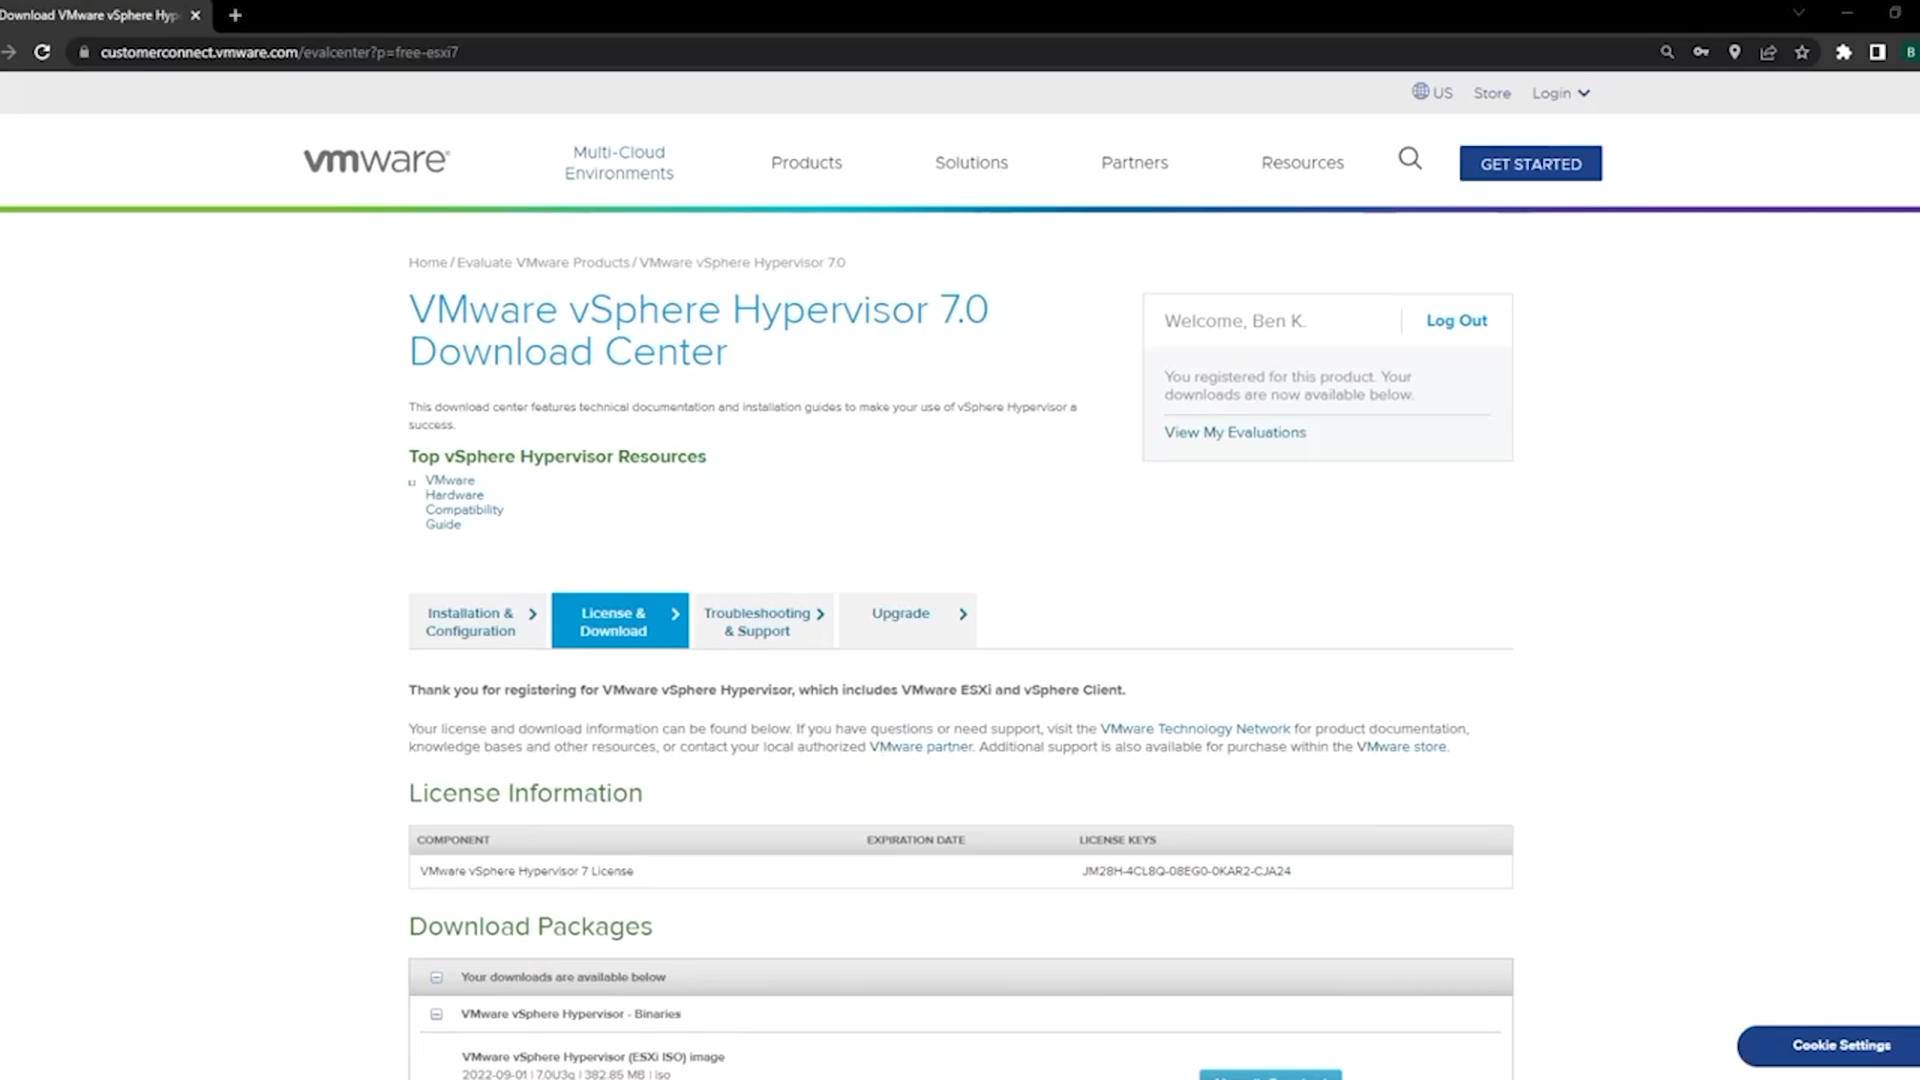 Download VMware vSphere Hyp
customerconnect.vmware.com/evalcenter?p=free-esxi7
B
US Store Login
vmware®
Multi-Cloud
Environments
Products
Solutions
Partners
Resources
GET STARTED
Home / Evaluate VMware Products / VMware vSphere Hypervisor 7.0
VMware vSphere Hypervisor 7.0
Download Center
Welcome, Ben K.
Log Out
You registered for this product. Your
downloads are now available below.
View My Evaluations
This download center features technical documentation and installation guides to make your use of vSphere Hypervisor a
success.
Top vSphere Hypervisor Resources
VMware
Hardware
Compatibility
Guide
Installation &
Configuration
License &
Download
Troubleshooting
& Support
Upgrade
Thank you for registering for VMware vSphere Hypervisor, which includes VMware ESXi and vSphere Client.
Your license and download information can be found below. If you have questions or need support, visit the VMware Technology Network for product documentation,
knowledge bases and other resources, or contact your local authorized VMware partner. Additional support is also available for purchase within the VMware store.
License Information
COMPONENT EXPIRATION DATE LICENSE KEYS
VMware vSphere Hypervisor 7 License JM28H-4CL8Q-08EG0-0KAR2-CJA24
Download Packages
Your downloads are available below
VMware vSphere Hypervisor - Binaries
VMware vSphere Hypervisor (ESXi ISO) image
2022-09-01 | 7.0U3g | 382.85 MB | iso
Cookie Settings